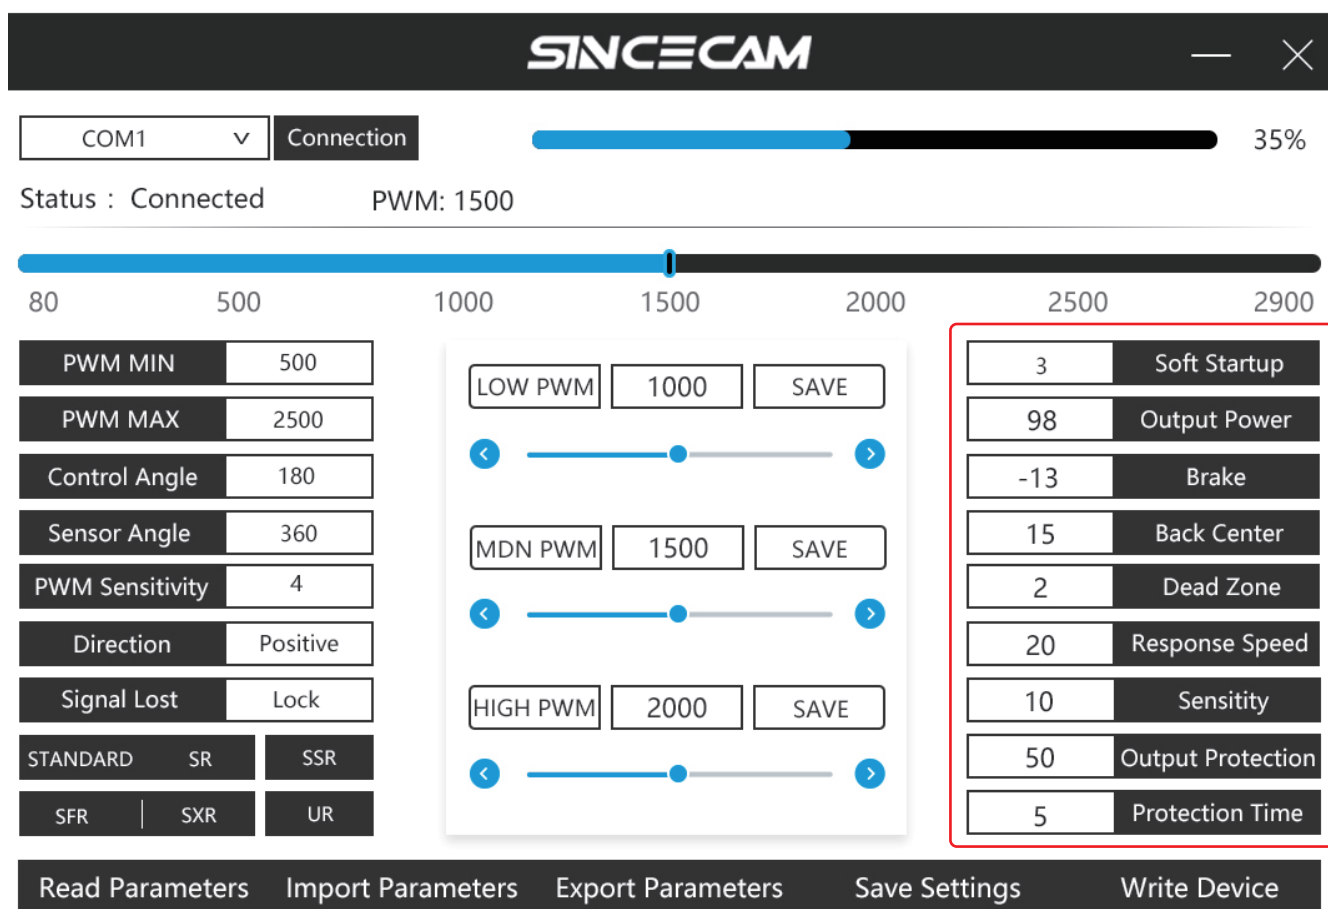 SINCECAM
COM1
Connection
35%
Status : Connected
PWM: 1500
80 500 1000 1500 2000 2500 2900
PWM MIN 500
PWM MAX 2500
Control Angle 180
Sensor Angle 360
PWM Sensitivity 4
Direction Positive
Signal Lost Lock
STANDARD SR SSR
SFR SXR UR
LOW PWM 1000 SAVE
MDN PWM 1500 SAVE
HIGH PWM 2000 SAVE
3 Soft Startup
98 Output Power
-13 Brake
15 Back Center
2 Dead Zone
20 Response Speed
10 Sensitity
50 Output Protection
5 Protection Time
Read Parameters Import Parameters Export Parameters Save Settings Write Device